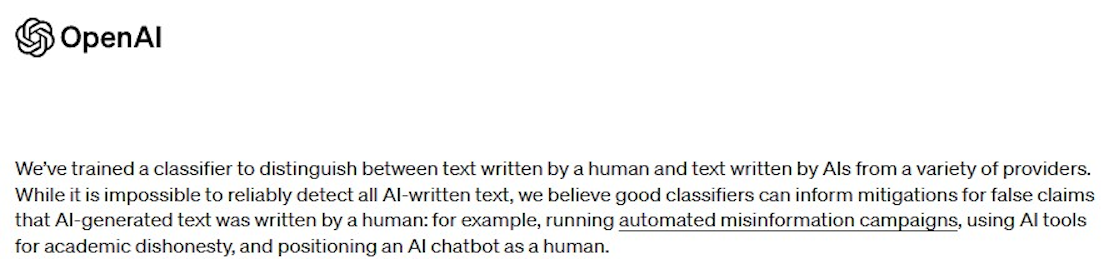 OpenAI
We’ve trained a classifier to distinguish between text written by a human and text written by AIs from a variety of providers.
While it is impossible to reliably detect all AI-written text, we believe good classifiers can inform mitigations for false claims
that AI-generated text was written by a human: for example, running automated misinformation campaigns, using AI tools
for academic dishonesty, and positioning an AI chatbot as a human.